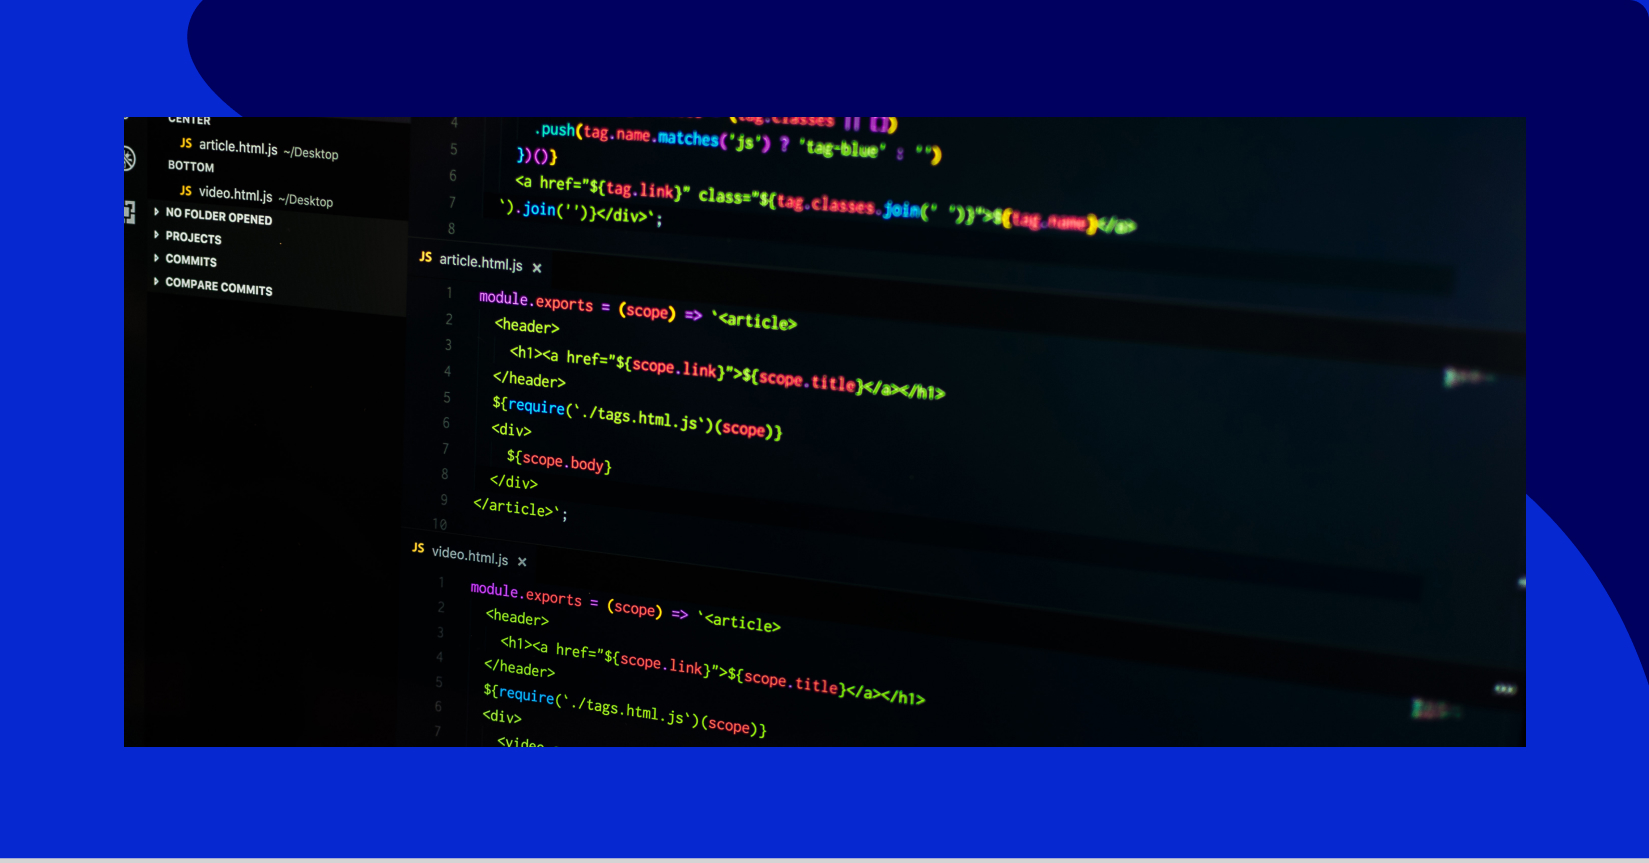 CENTER
JS article.html.js ~/Desktop
BOTTOM
JS video.html.js ~/Desktop
NO FOLDER OPENED
PROJECTS
COMMITS
COMPARE COMMITS
4 (tag.classes || [])
5 .push(tag.name.matches('js') ? 'tag-blue' : '')
6 })()}
7 <a href="${tag.link}" class="${tag.classes.join(' ')}">${tag.name}</a>
8 `).join('')}</div>`;
JS article.html.js ×
1 module.exports = (scope) => `<article>
2 <header>
3 <h1><a href="${scope.link}">${scope.title}</a></h1>
4 </header>
5 ${require(`./tags.html.js`)(scope)}
6 <div>
7 ${scope.body}
8 </div>
9 </article>`;
10
JS video.html.js ×
1 module.exports = (scope) => `<article>
2 <header>
3 <h1><a href="${scope.link}">${scope.title}</a></h1>
4 </header>
5 ${require(`./tags.html.js`)(scope)}
6 <div>
7 <video